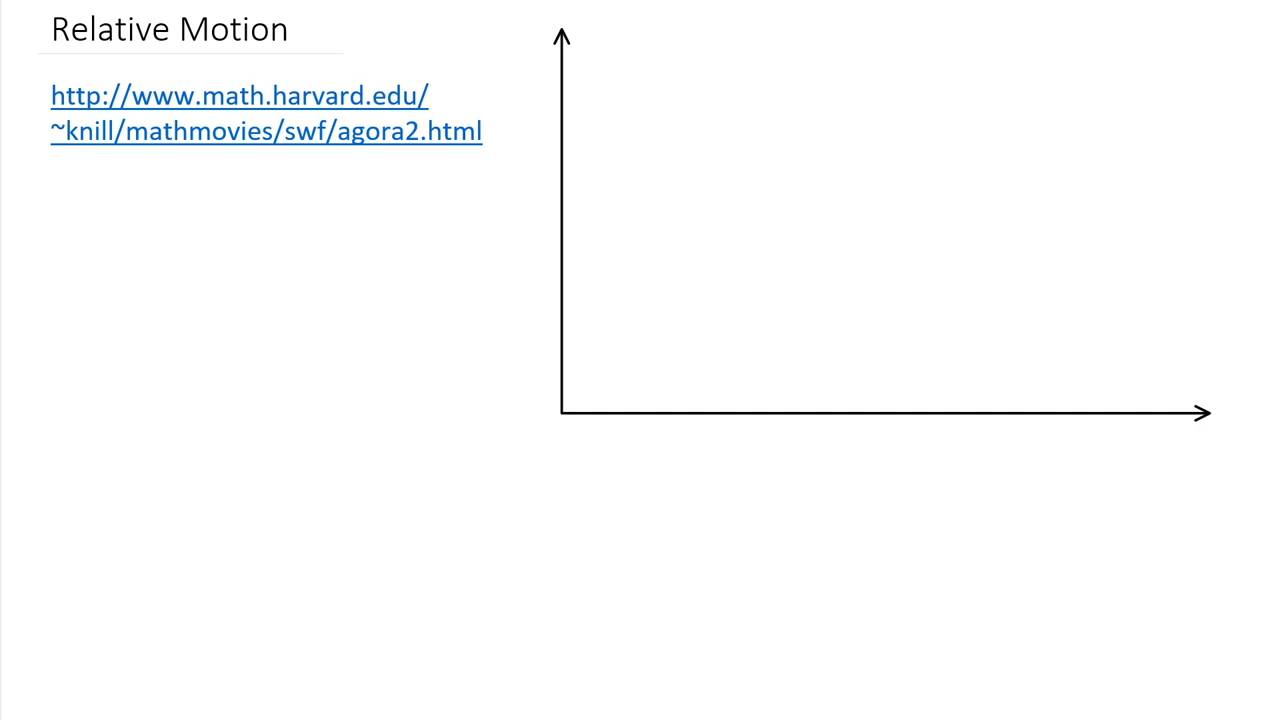 Relative Motion
http://www.math.harvard.edu/
~knill/mathmovies/swf/agora2.html